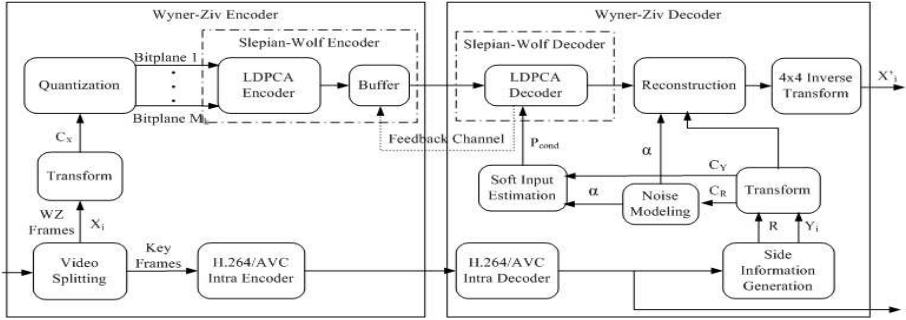 Wyner-Ziv Encoder
Wyner-Ziv Decoder
Slepian-Wolf Encoder
Slepian-Wolf Decoder
Bitplane 1
Quantization
LDPCA
Encoder
Buffer
LDPCA
Decoder
Reconstruction
4x4 Inverse
Transform
X'i
Bitplane Mk
Feedback Channel
Cx
Pcond
α
CY
Transform
Soft Input
Estimation
α
Noise
Modeling
CR
Transform
WZ
Frames
Xi
R
Yi
Video
Splitting
Key
Frames
H.264/AVC
Intra Encoder
H.264/AVC
Intra Decoder
Side
Information
Generation